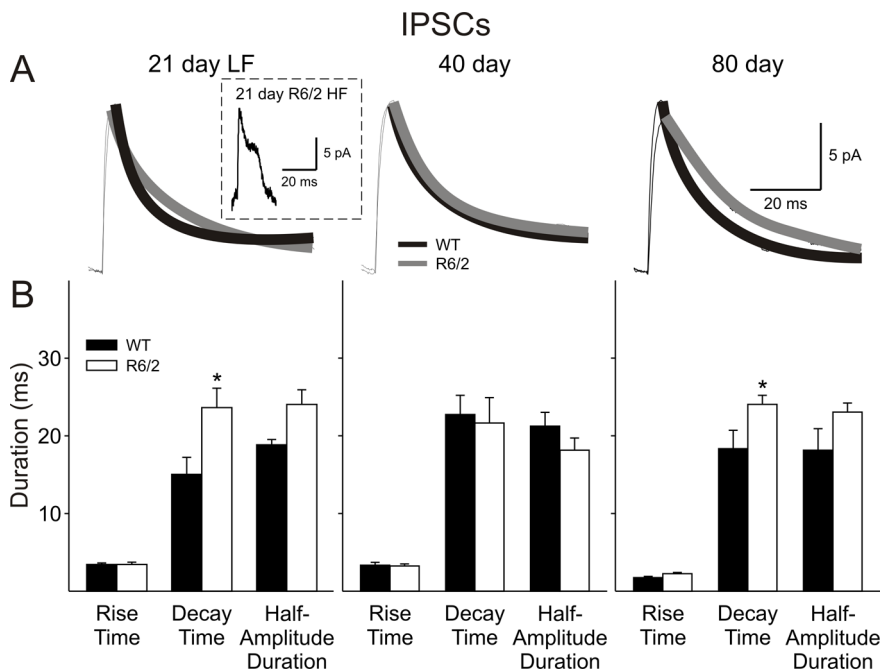 IPSCs
A
21 day LF
40 day
80 day
21 day R6/2 HF
5 pA
20 ms
5 pA
20 ms
WT
R6/2
B
WT
R6/2
*
*
Duration (ms)
30
20
10
Rise
Time
Decay
Time
Half-
Amplitude
Duration
Rise
Time
Decay
Time
Half-
Amplitude
Duration
Rise
Time
Decay
Time
Half-
Amplitude
Duration